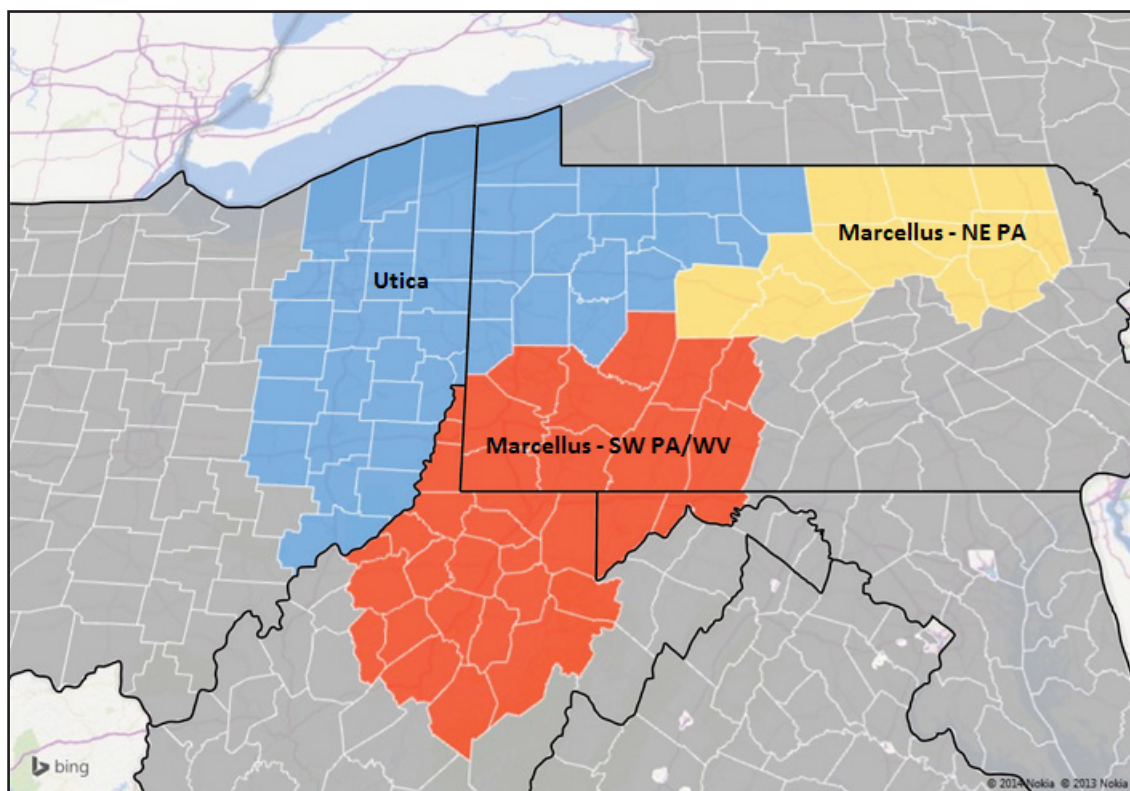 Marcellus - NE PA
Utica
Marcellus - SW PA/WV
bing
© 2014 Nokia © 2013 Nokia